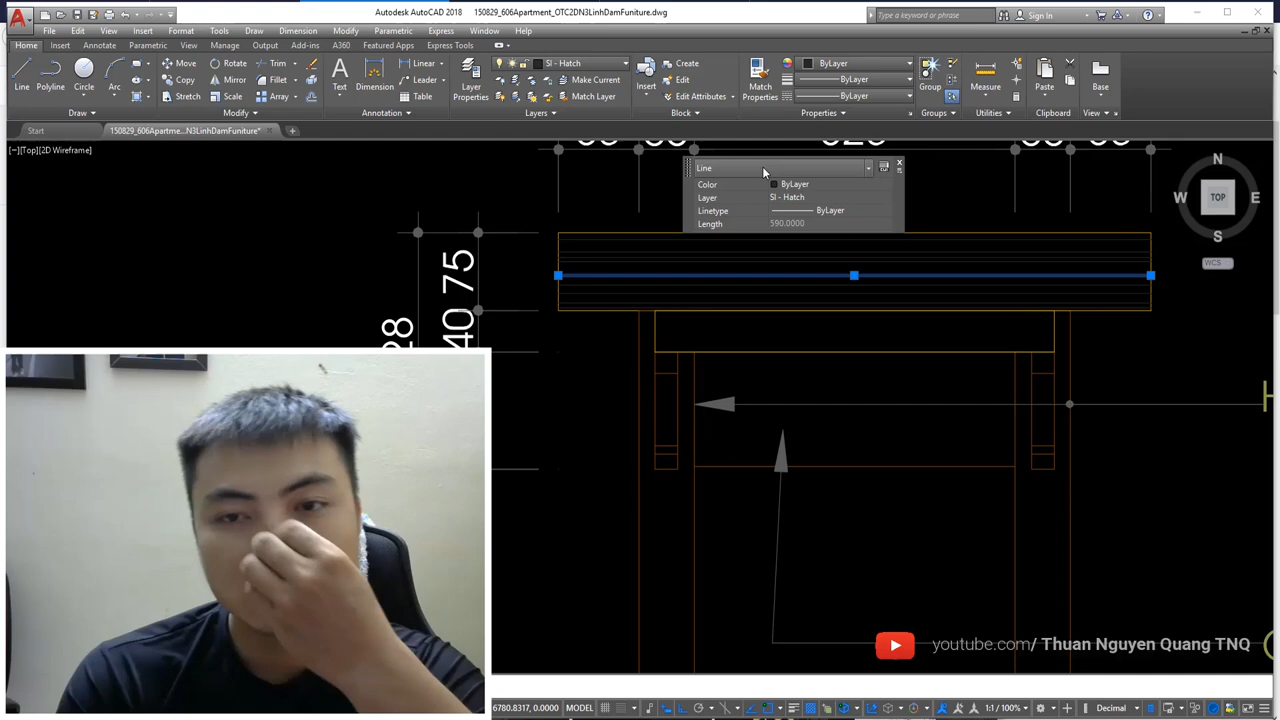 Autodesk AutoCAD 2018 150829_606Apartment_OTC2DN3LinhDamFuniture.dwg
Type a keyword or phrase
Sign In
File Edit View Insert Format Tools Draw Dimension Modify Parametric Express Window Help
Home Insert Annotate Parametric View Manage Output Add-ins A360 Featured Apps Express Tools
Line Polyline Circle Arc
Move Rotate Trim
Copy Mirror Fillet
Stretch Scale Array
Text Dimension
Linear
Leader
Table
Layer Properties
SI - Hatch
Make Current
Match Layer
Insert
Create
Edit
Edit Attributes
Match Properties
ByLayer
ByLayer
ByLayer
Group
Measure
Paste
Base
Draw Modify Annotation Layers Block Properties Groups Utilities Clipboard View
Start 150829_606Apartme...N3LinhDamFuniture*
[−][Top][2D Wireframe]
Line
Color ByLayer
Layer SI - Hatch
Linetype ByLayer
Length 590.0000
N
W TOP E
S
WCS
75
40
28
youtube.com/ Thuan Nguyen Quang TNQ
6780.8317, 0.0000 MODEL 1:1 / 100% Decimal